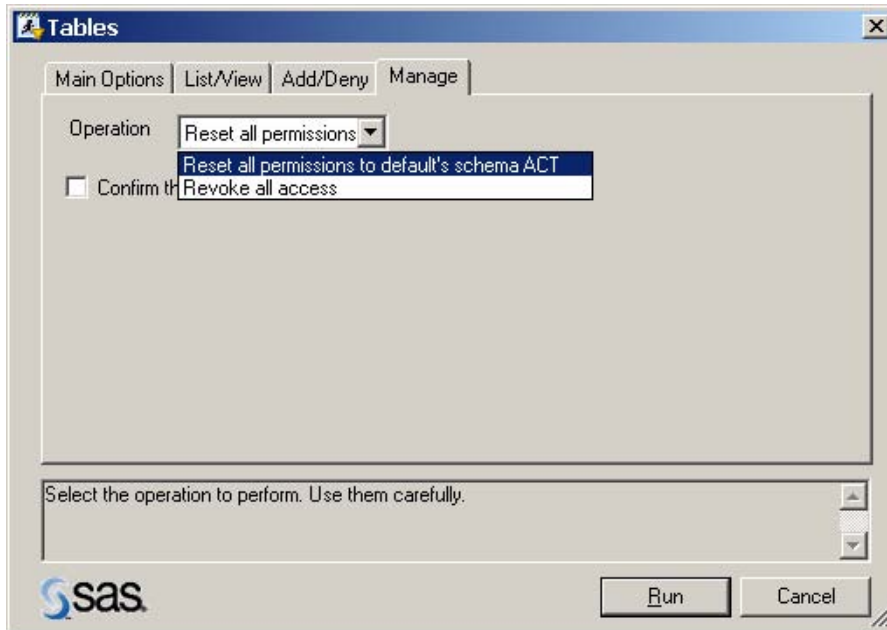 Tables
Main Options List/View Add/Deny Manage
Operation Reset all permissions
Reset all permissions to default's schema ACT
Confirm th Revoke all access
Select the operation to perform. Use them carefully.
sas. Run Cancel